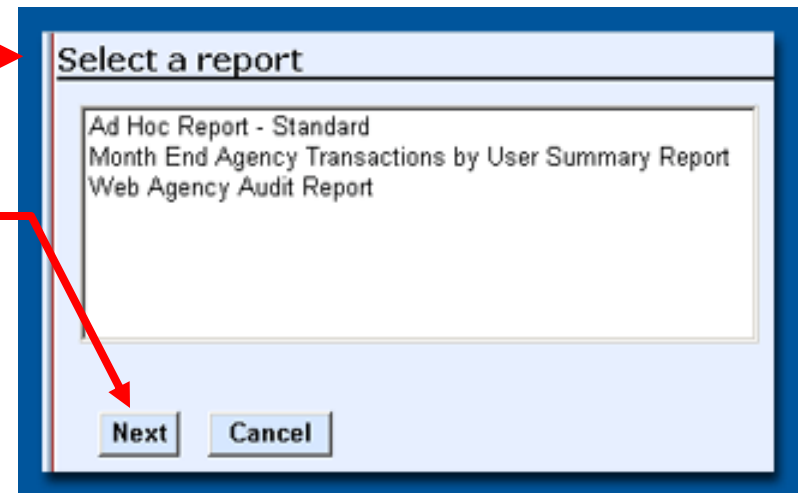 Select a report
Ad Hoc Report - Standard
Month End Agency Transactions by User Summary Report
Web Agency Audit Report
Next Cancel